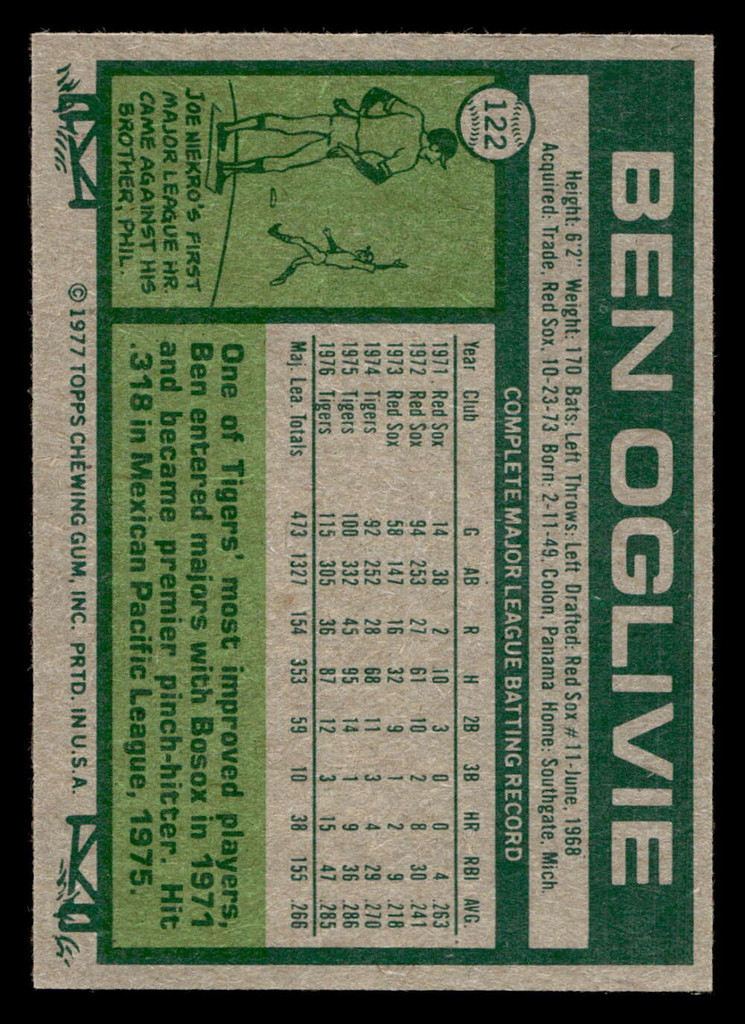 BEN OGLIVIE
122
Height: 6'2" Weight: 170 Bats: Left Throws: Left Drafted: Red Sox #11-June, 1968
Acquired: Trade, Red Sox, 10-23-73 Born: 2-11-49, Colon, Panama Home: Southgate, Mich.
COMPLETE MAJOR LEAGUE BATTING RECORD
Year Club G AB R H 2B 3B HR RBI AVG.
1971 Red Sox 14 38 2 10 3 0 0 4 .263
1972 Red Sox 94 253 27 61 10 2 8 30 .241
1973 Red Sox 58 147 16 32 9 1 2 9 .218
1974 Tigers 92 252 28 68 11 3 4 29 .270
1975 Tigers 100 332 45 95 14 1 9 36 .286
1976 Tigers 115 305 36 87 12 3 15 47 .285
Maj. Lea. Totals 473 1327 154 353 59 10 38 155 .266
JOE NIEKRO'S FIRST
MAJOR LEAGUE HR.
CAME AGAINST HIS
BROTHER, PHIL.
One of Tigers' most improved players,
Ben entered majors with Bosox in 1971
and became premier pinch-hitter. Hit
.318 in Mexican Pacific League, 1975.
© 1977 TOPPS CHEWING GUM, INC. PRTD. IN U.S.A.